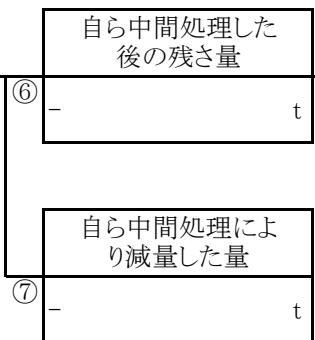 自ら中間処理した
後の残さ量
⑥
− t
自ら中間処理によ
り減量した量
⑦
− t